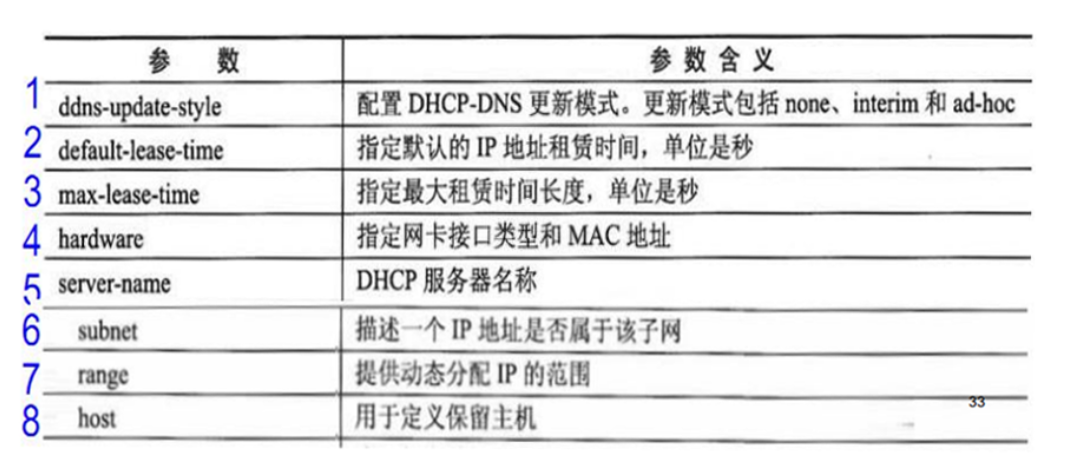 参 数 参 数 含 义
1 ddns-update-style 配置 DHCP-DNS 更新模式。更新模式包括 none、interim 和 ad-hoc
2 default-lease-time 指定默认的 IP 地址租赁时间，单位是秒
3 max-lease-time 指定最大租赁时间长度，单位是秒
4 hardware 指定网卡接口类型和 MAC 地址
5 server-name DHCP 服务器名称
6 subnet 描述一个 IP 地址是否属于该子网
7 range 提供动态分配 IP 的范围
33
8 host 用于定义保留主机